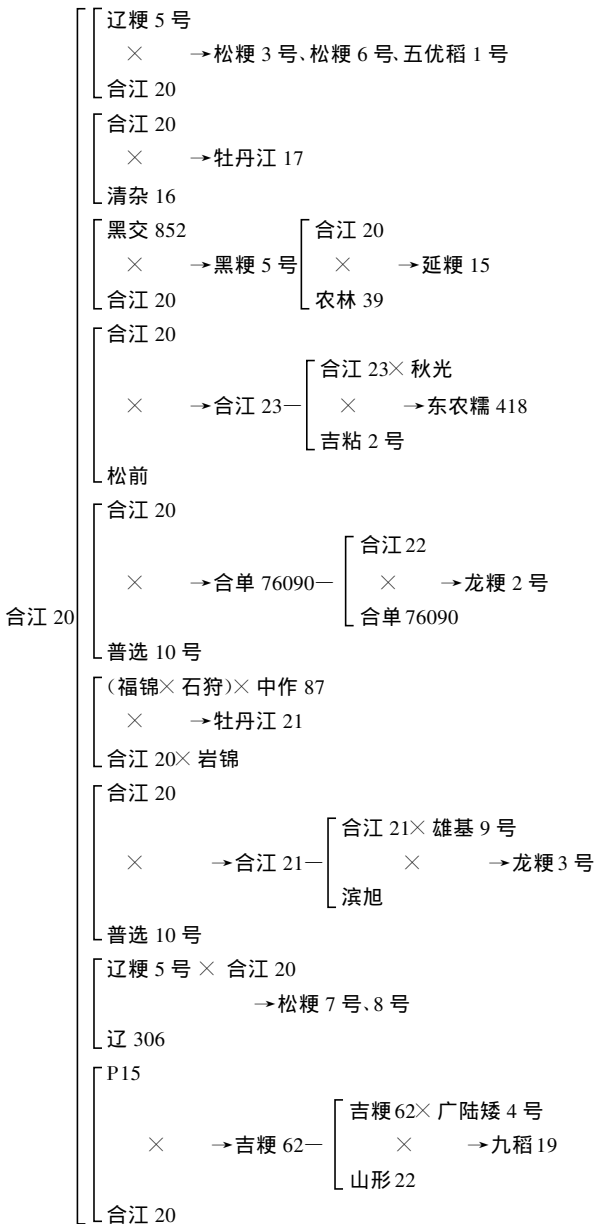 辽粳 5 号
× →松粳 3 号、松粳 6 号、五优稻 1 号
合江 20
合江 20
× →牡丹江 17
清杂 16
黑交 852
合江 20
× →黑粳 5 号
× →延粳 15
合江 20
农林 39
合江 20
合江 23× 秋光
× →合江 23—
× →东农糯 418
吉粘 2 号
松前
合江 20
合江 22
× →合单 76090—
× →龙粳 2 号
合江 20
合单 76090
普选 10 号
(福锦× 石狩)× 中作 87
× →牡丹江 21
合江 20× 岩锦
合江 20
合江 21× 雄基 9 号
× →合江 21—
× →龙粳 3 号
滨旭
普选 10 号
辽粳 5 号 × 合江 20
→松粳 7 号、8 号
辽 306
P15
吉粳 62× 广陆矮 4 号
× →吉粳 62—
× →九稻 19
山形 22
合江 20